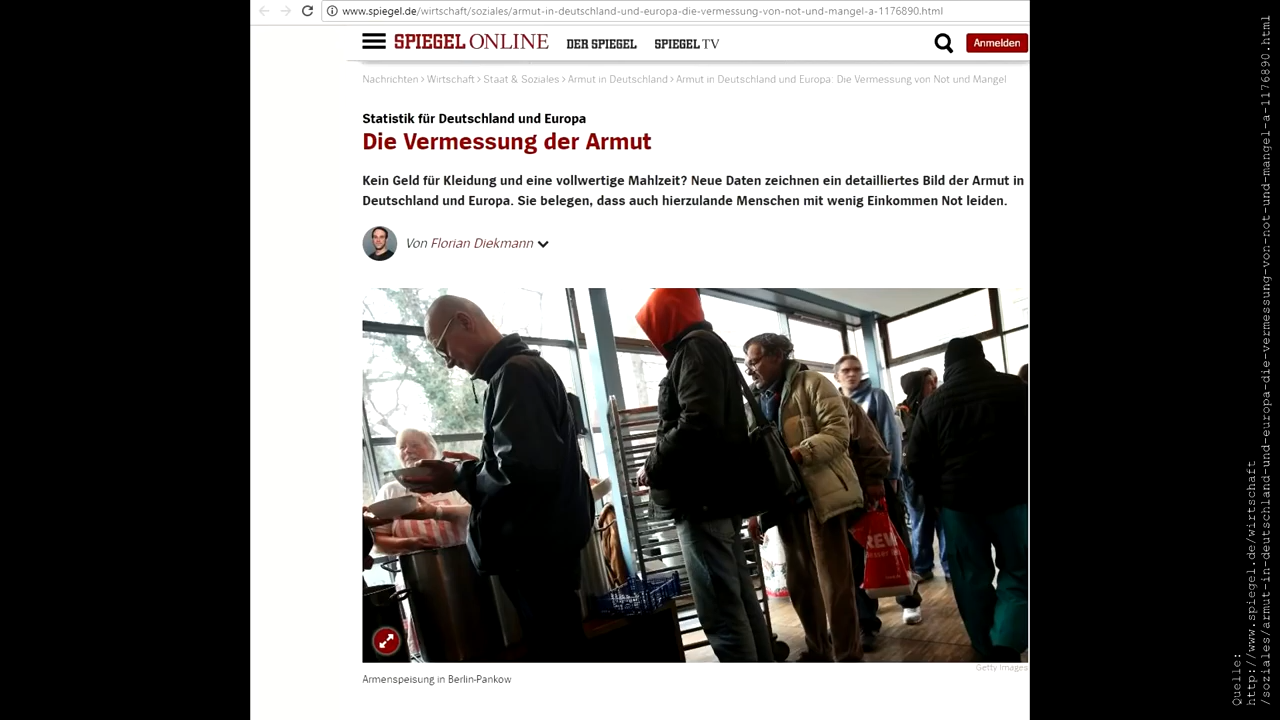 www.spiegel.de/wirtschaft/soziales/armut-in-deutschland-und-europa-die-vermessung-von-not-und-mangel-a-1176890.html
SPIEGEL ONLINE DER SPIEGEL SPIEGEL TV Anmelden
Nachrichten > Wirtschaft > Staat & Soziales > Armut in Deutschland > Armut in Deutschland und Europa: Die Vermessung von Not und Mangel
Statistik für Deutschland und Europa
Die Vermessung der Armut
Kein Geld für Kleidung und eine vollwertige Mahlzeit? Neue Daten zeichnen ein detailliertes Bild der Armut in
Deutschland und Europa. Sie belegen, dass auch hierzulande Menschen mit wenig Einkommen Not leiden.
Von Florian Diekmann
REW
Getty Images
Armenspeisung in Berlin-Pankow
Quelle:
http://www.spiegel.de/wirtschaft
/soziales/armut-in-deutschland-und-europa-die-vermessung-von-not-und-mangel-a-1176890.html